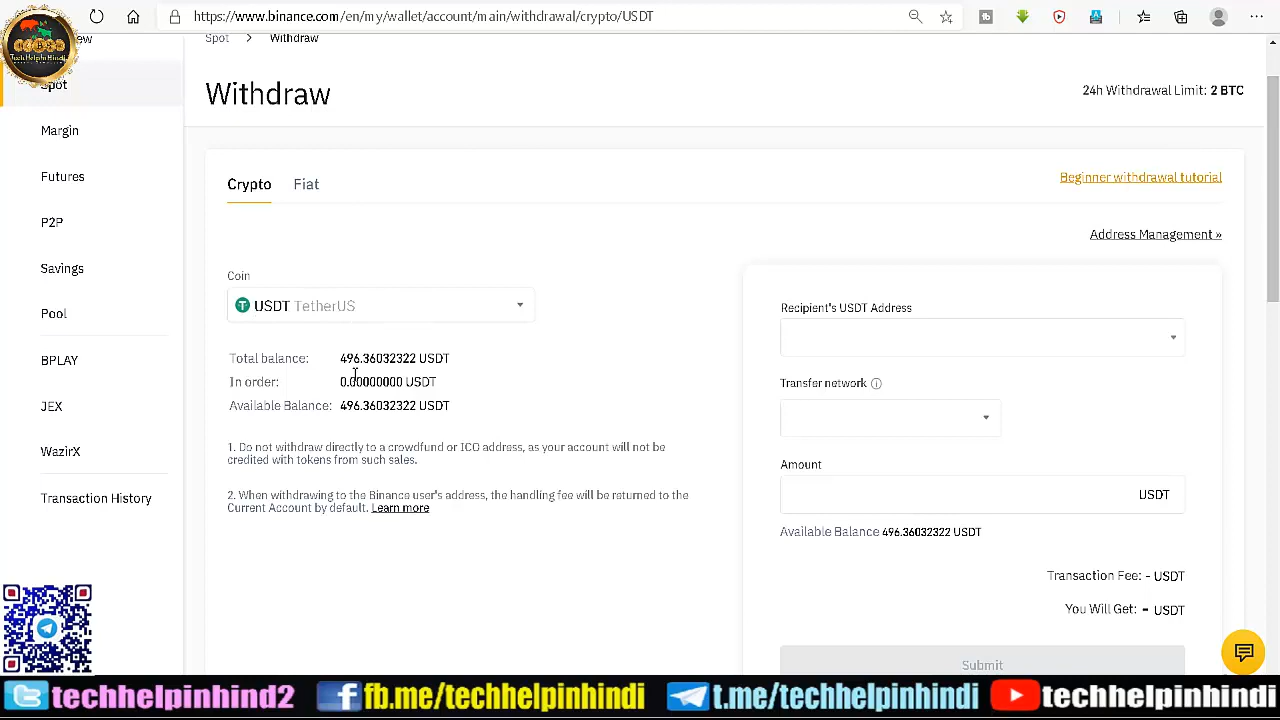 https://www.binance.com/en/my/wallet/account/main/withdrawal/crypto/USDT
TechHelpInHindi
Spot > Withdraw
Withdraw
24h Withdrawal Limit: 2 BTC
Spot
Margin
Futures
P2P
Savings
Pool
BPLAY
JEX
WazirX
Transaction History
Crypto Fiat
Beginner withdrawal tutorial
Address Management »
Coin
USDT TetherUS
Total balance: 496.36032322 USDT
In order: 0.00000000 USDT
Available Balance: 496.36032322 USDT
1. Do not withdraw directly to a crowdfund or ICO address, as your account will not be
credited with tokens from such sales.
2. When withdrawing to the Binance user's address, the handling fee will be returned to the
Current Account by default. Learn more
Recipient's USDT Address
Transfer network
Amount
USDT
Available Balance 496.36032322 USDT
Transaction Fee: - USDT
You Will Get: - USDT
Submit
techhelpinhind2 fb.me/techhelpinhindi t.me/techhelpinhindi techhelpinhindi